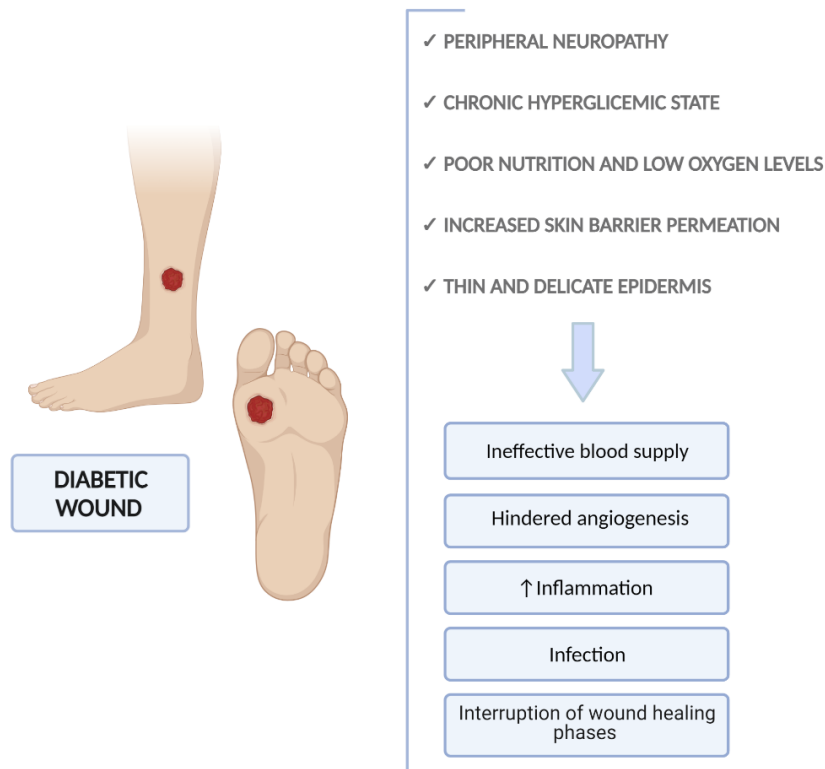 ✓ PERIPHERAL NEUROPATHY
✓ CHRONIC HYPERGLICEMIC STATE
✓ POOR NUTRITION AND LOW OXYGEN LEVELS
✓ INCREASED SKIN BARRIER PERMEATION
✓ THIN AND DELICATE EPIDERMIS
DIABETIC
WOUND
Ineffective blood supply
Hindered angiogenesis
↑ Inflammation
Infection
Interruption of wound healing
phases